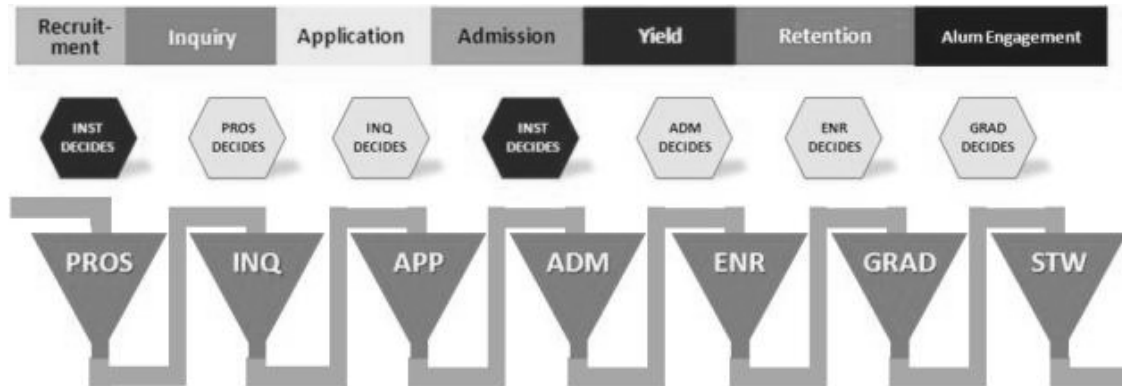 Recruit-
ment
Inquiry
Application
Admission
Yield
Retention
Alum Engagement
INST
DECIDES
PROS
DECIDES
INQ
DECIDES
INST
DECIDES
ADM
DECIDES
ENR
DECIDES
GRAD
DECIDES
PROS
INQ
APP
ADM
ENR
GRAD
STW